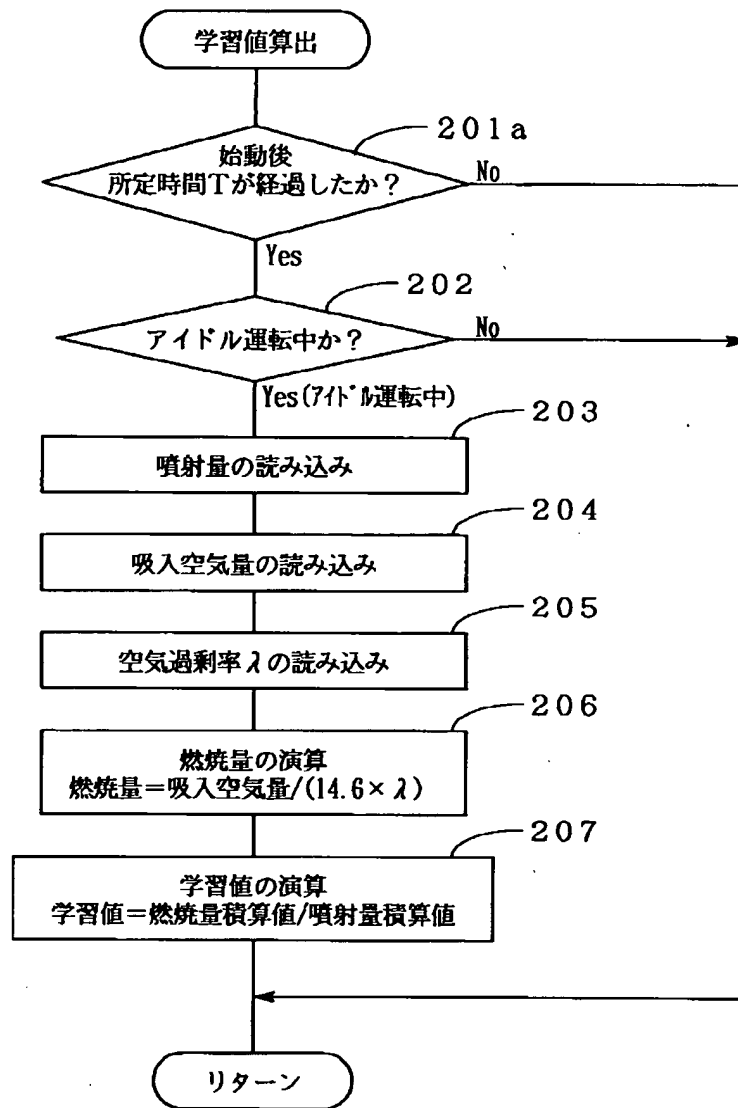 学習値算出
201a
始動後
所定時間Tが経過したか？
No
Yes
202
アイドル運転中か？
No
Yes(ｱｲﾄﾞﾙ運転中)
203
噴射量の読み込み
204
吸入空気量の読み込み
205
空気過剰率λの読み込み
206
燃焼量の演算
燃焼量＝吸入空気量/(14.6×λ)
207
学習値の演算
学習値＝燃焼量積算値/噴射量積算値
リターン